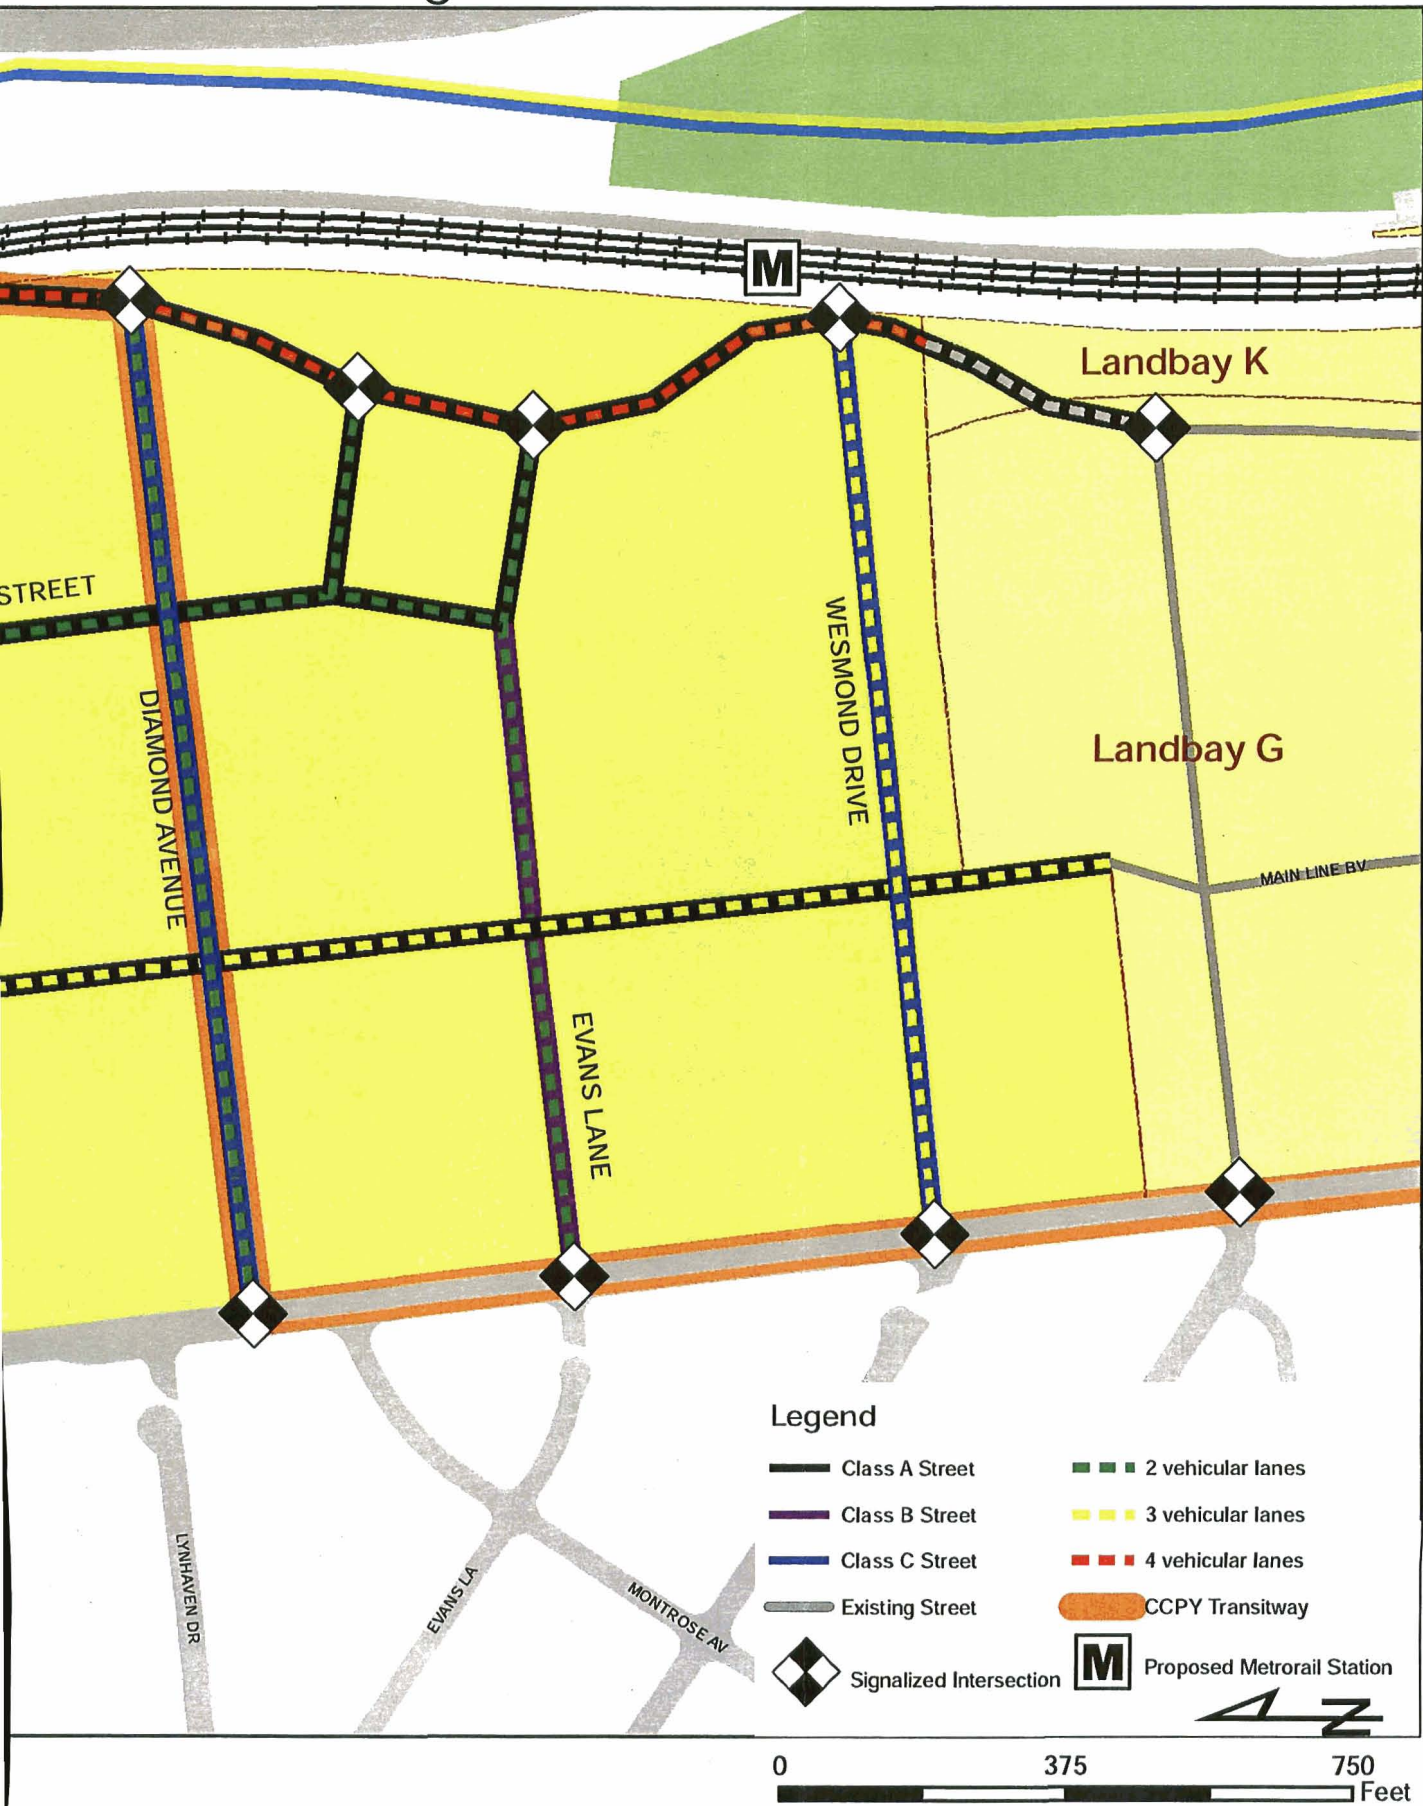 M
Landbay K
STREET
WESMOND DRIVE
DIAMOND AVENUE
Landbay G
MAIN LINE BV
EVANS LANE
Legend
Class A Street
2 vehicular lanes
Class B Street
3 vehicular lanes
Class C Street
4 vehicular lanes
Existing Street
CCPY Transitway
Signalized Intersection
M
Proposed Metrorail Station
LYNHAVEN DR
EVANS LA
MONTROSE AV
N
0
375
750
Feet